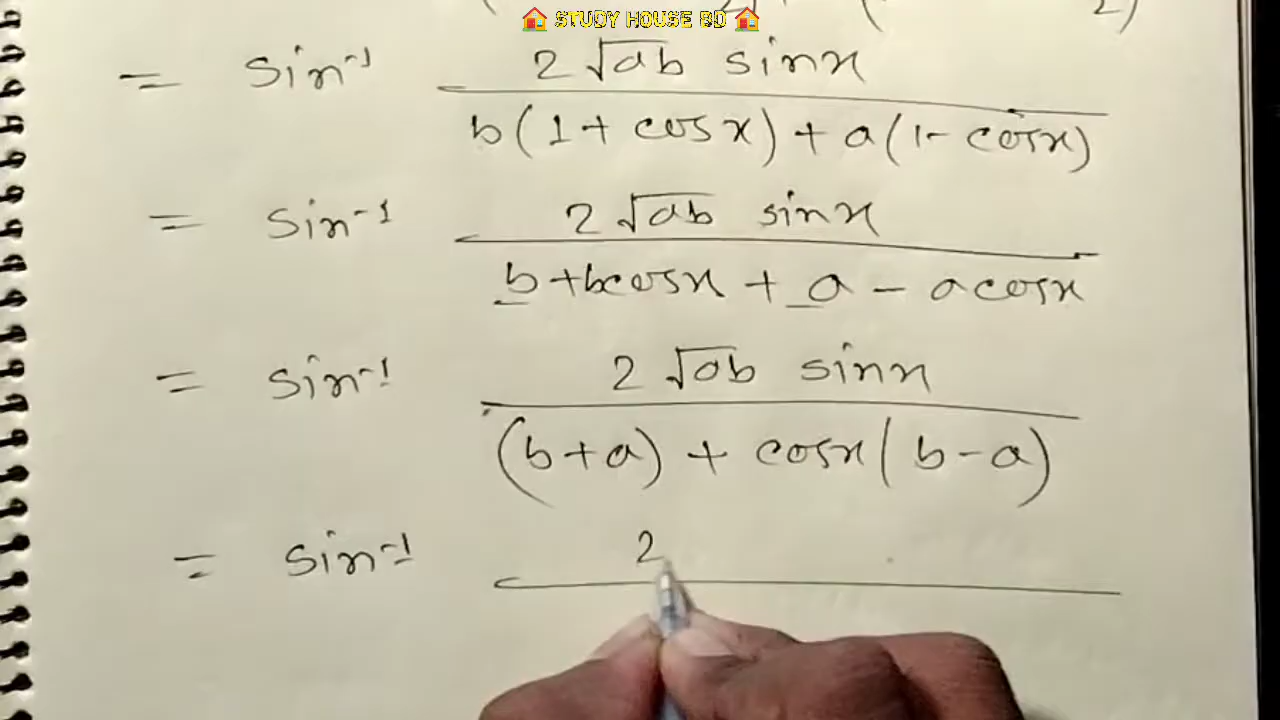 🏠 STUDY HOUSE BD 🏠
= sin⁻¹ 2√ab sinx / b(1+ cosx) + a(1- cosx)
= sin⁻¹ 2√ab sinx / b+bcosx + a - acosx
= sin⁻¹ 2√ab sinx / (b+a) + cosx(b-a)
= sin⁻¹ 2